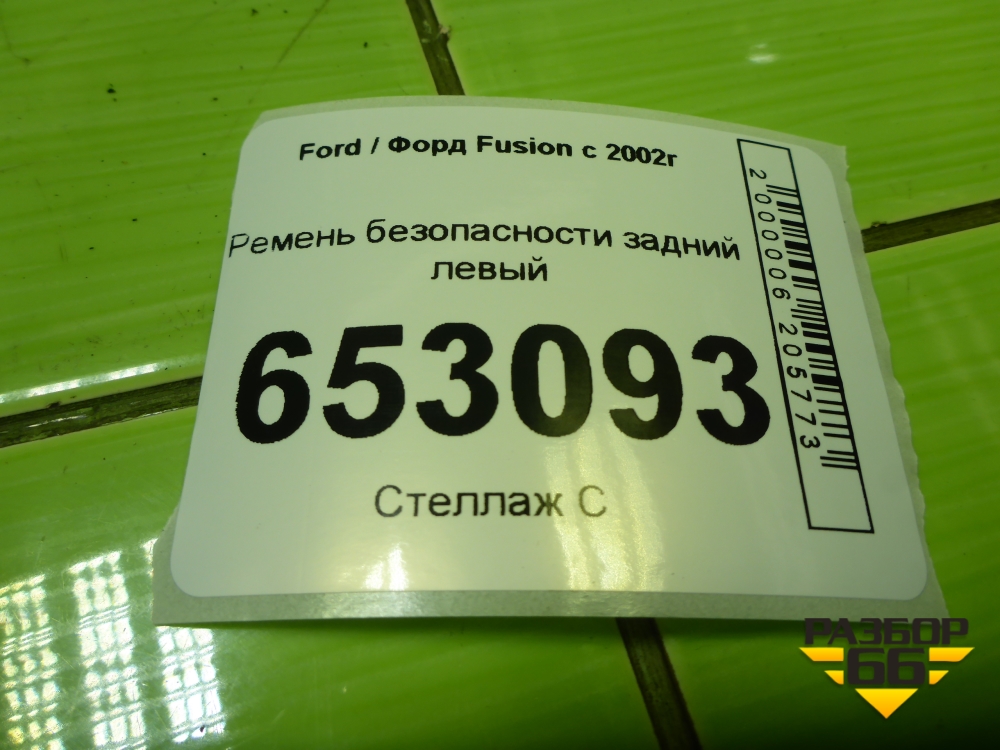 Ford / Форд Fusion с 2002г
Ремень безопасности задний
левый
653093
Стеллаж С
2000006205773
РАЗБОР
66